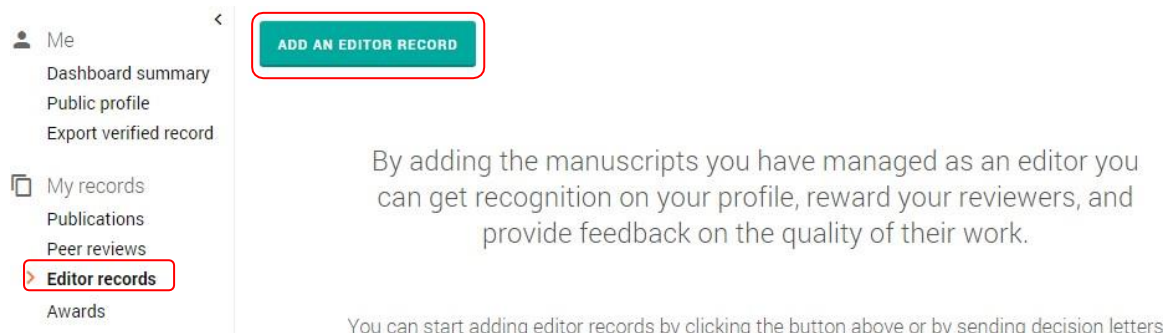 Me
Dashboard summary
Public profile
Export verified record
My records
Publications
Peer reviews
Editor records
Awards
ADD AN EDITOR RECORD
By adding the manuscripts you have managed as an editor you
can get recognition on your profile, reward your reviewers, and
provide feedback on the quality of their work.
You can start adding editor records by clicking the button above or by sending decision letters